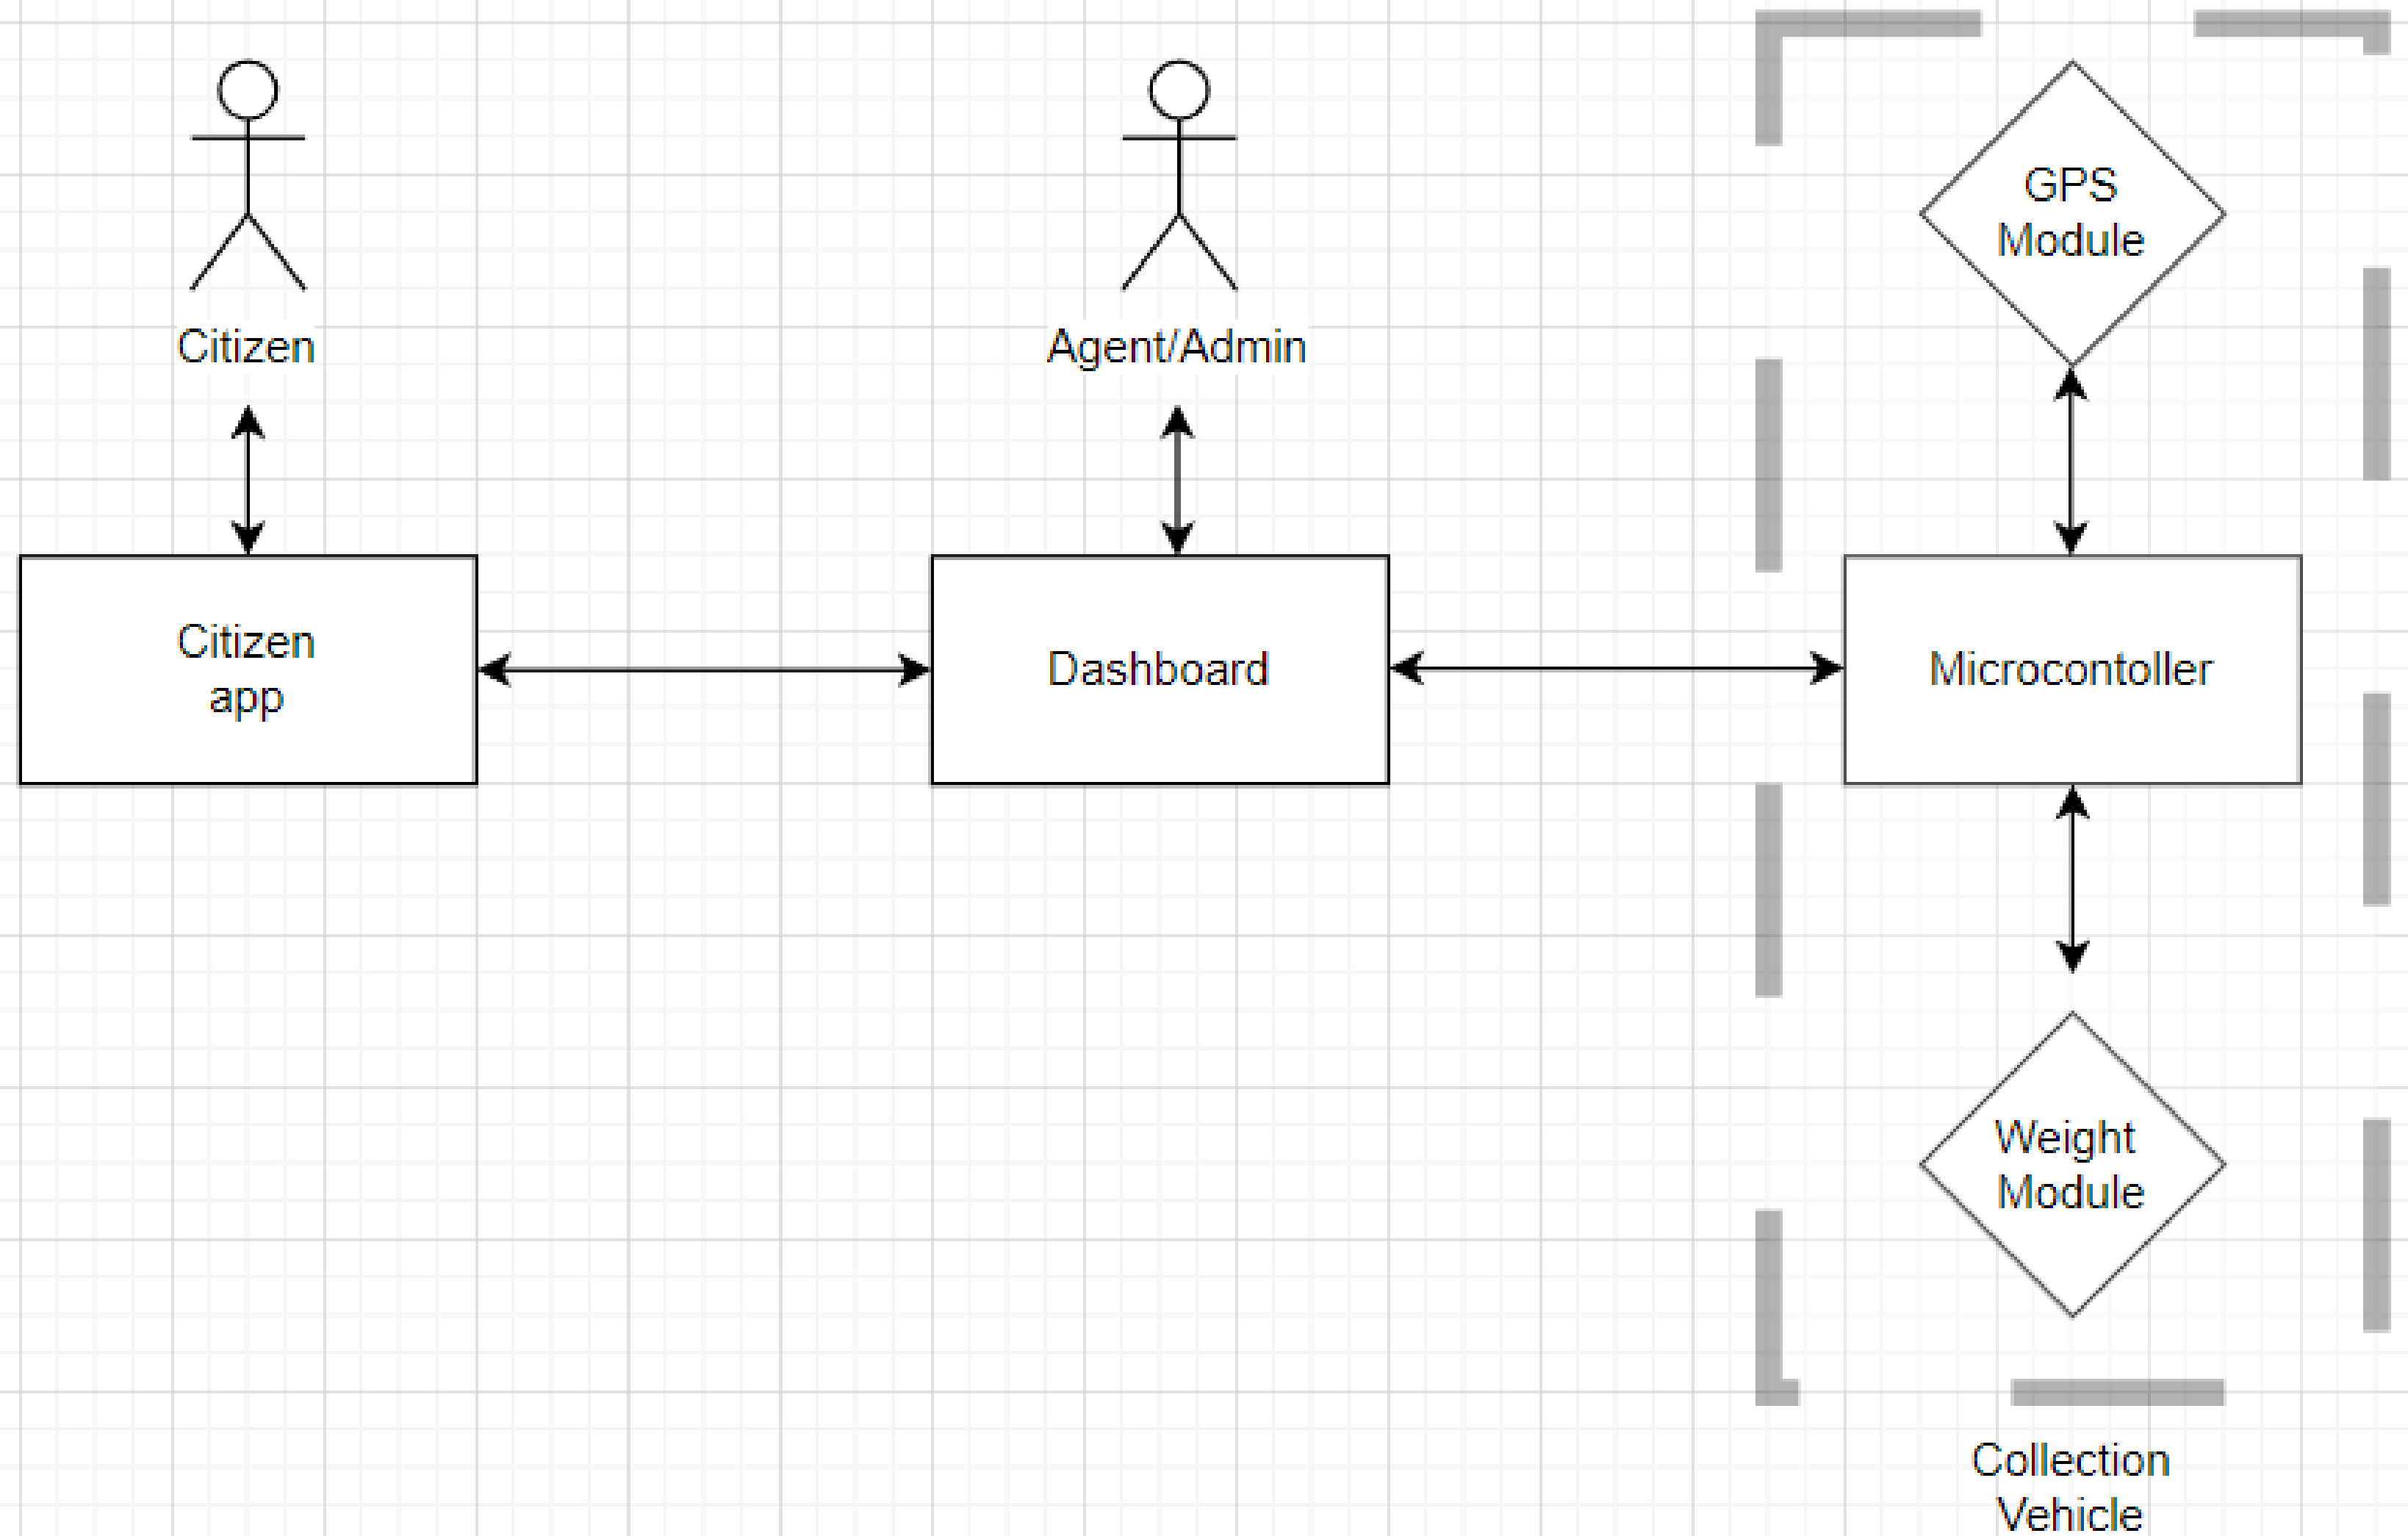 Citizen
Agent/Admin
GPS
Module
Citizen
app
Dashboard
Microcontoller
Weight
Module
Collection
Vehicle